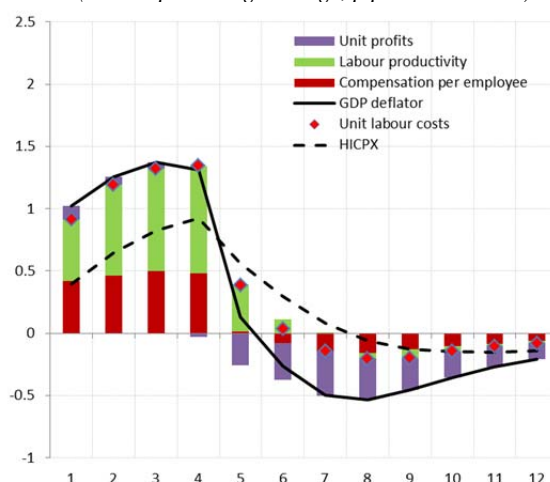 2.5
Unit profits
Labour productivity
2
Compensation per employee
GDP deflator
Unit labour costs
1.5
HICPX
1
0.5
0
-0.5
-1
1 2 3 4 5 6 7 8 9 10 11 12